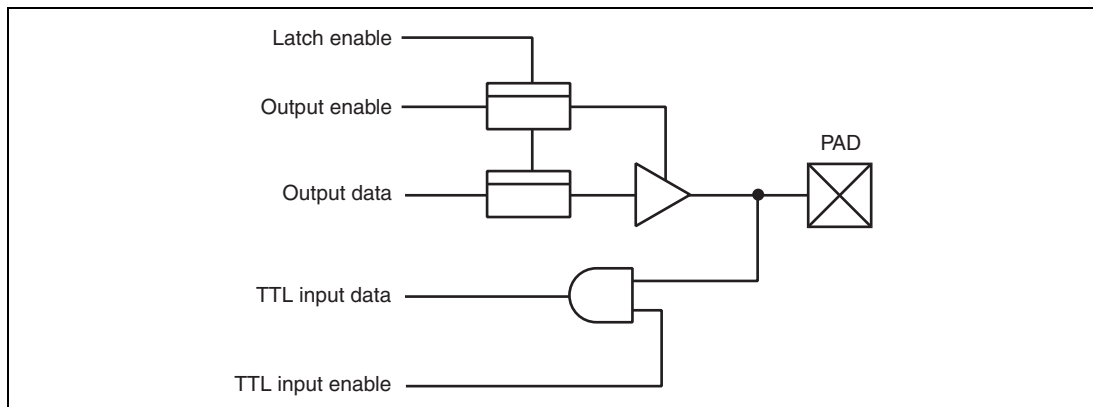 Latch enable
Output enable
PAD
Output data
TTL input data
TTL input enable